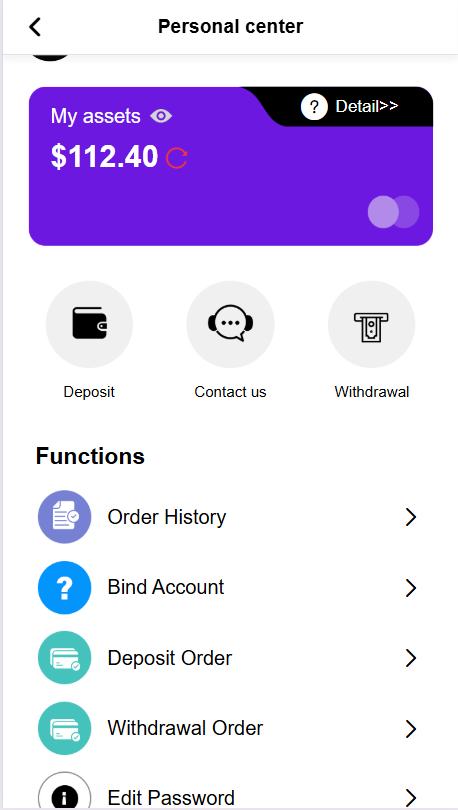 Personal center
My assets
? Detail>>
$112.40
Deposit
Contact us
Withdrawal
Functions
Order History
? Bind Account
Deposit Order
Withdrawal Order
i Edit Password